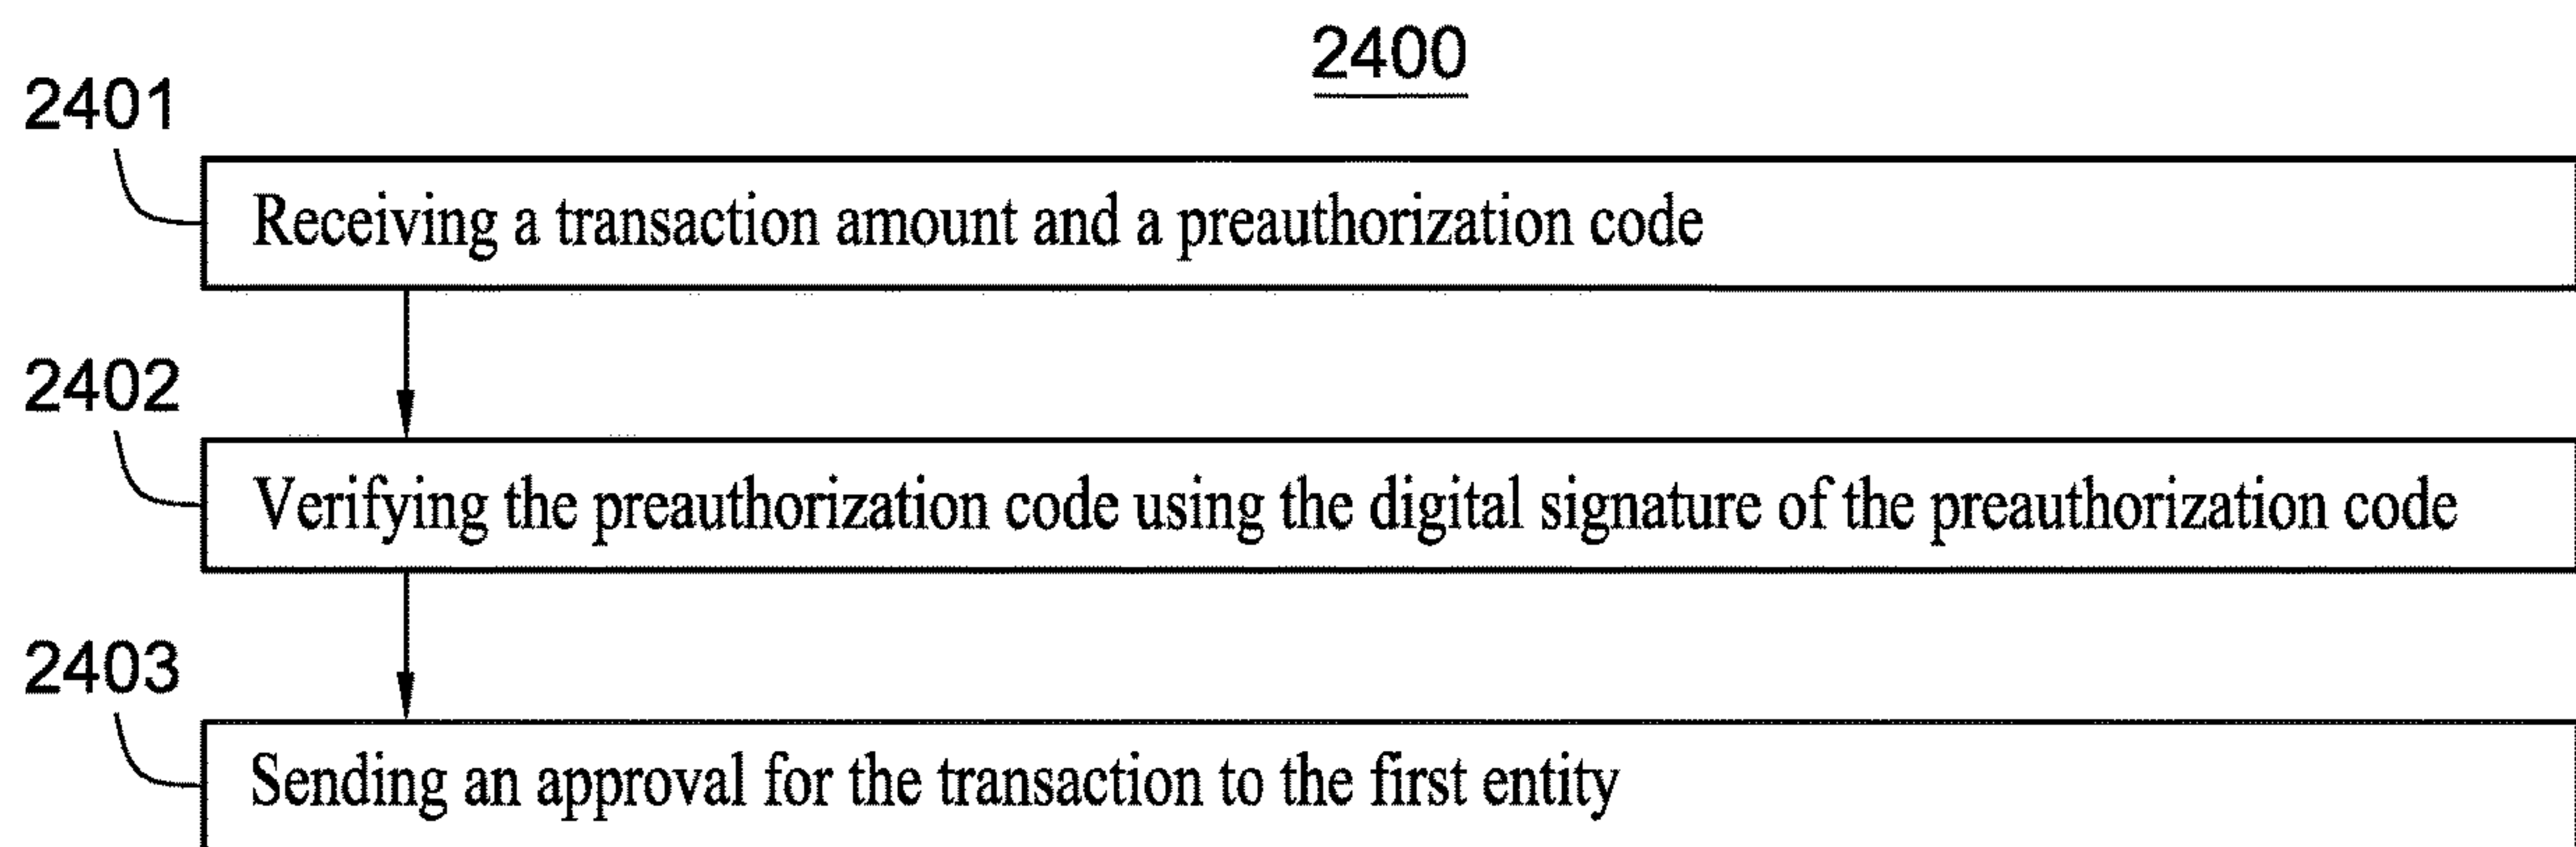 2400
2401
Receiving a transaction amount and a preauthorization code
2402
Verifying the preauthorization code using the digital signature of the preauthorization code
2403
Sending an approval for the transaction to the first entity